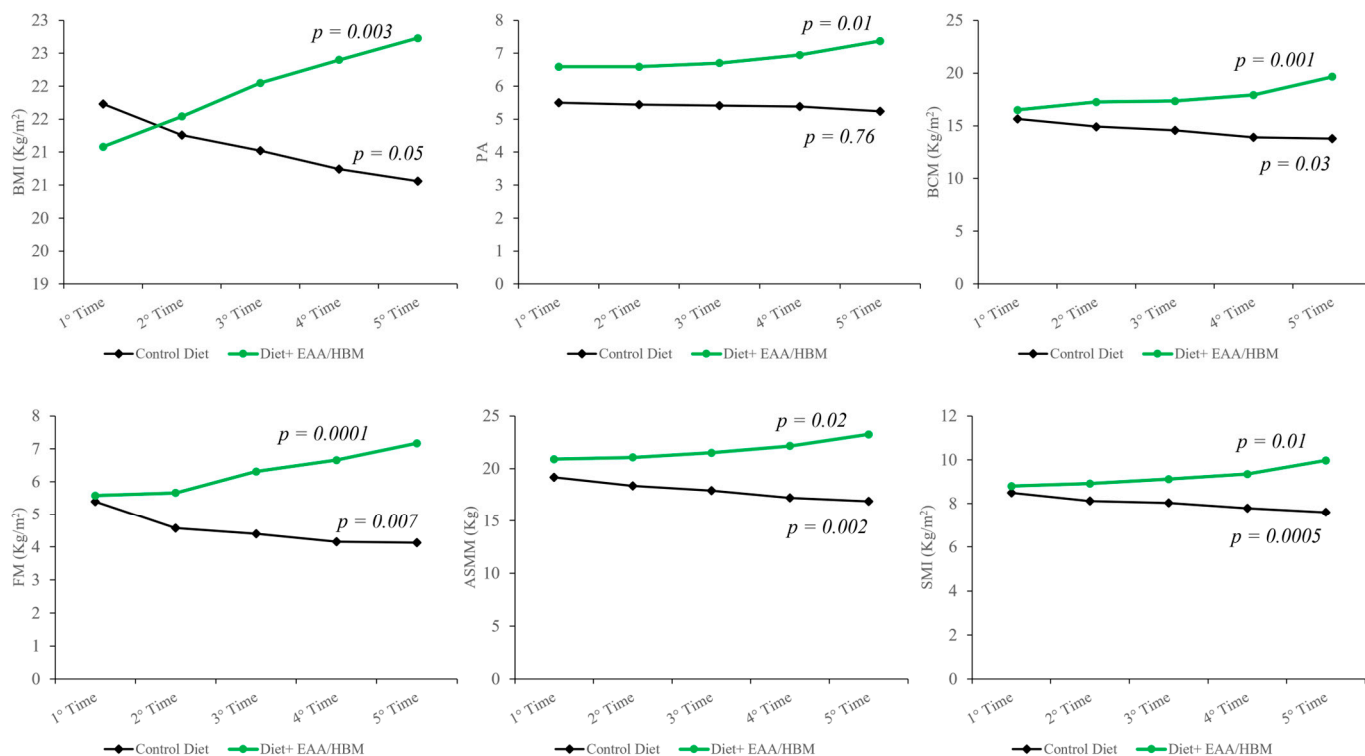 BMI (Kg/m²)
23
23
22
22
21
21
20
20
19
p = 0.003
p = 0.05
1° Time
2° Time
3° Time
4° Time
5° Time
Control Diet
Diet+ EAA/HBM
PA
8
7
6
5
4
3
2
1
0
p = 0.01
p = 0.76
1° Time
2° Time
3° Time
4° Time
5° Time
Control Diet
Diet+ EAA/HBM
BCM (Kg/m²)
25
20
15
10
5
0
p = 0.001
p = 0.03
1° Time
2° Time
3° Time
4° Time
5° Time
Control Diet
Diet+ EAA/HBM
FM (Kg/m²)
8
7
6
5
4
3
2
1
0
p = 0.0001
p = 0.007
1° Time
2° Time
3° Time
4° Time
5° Time
Control Diet
Diet+ EAA/HBM
ASMM (Kg)
25
20
15
10
5
0
p = 0.02
p = 0.002
1° Time
2° Time
3° Time
4° Time
5° Time
Control Diet
Diet+ EAA/HBM
SMI (Kg/m²)
12
10
8
6
4
2
0
p = 0.01
p = 0.0005
1° Time
2° Time
3° Time
4° Time
5° Time
Control Diet
Diet+ EAA/HBM